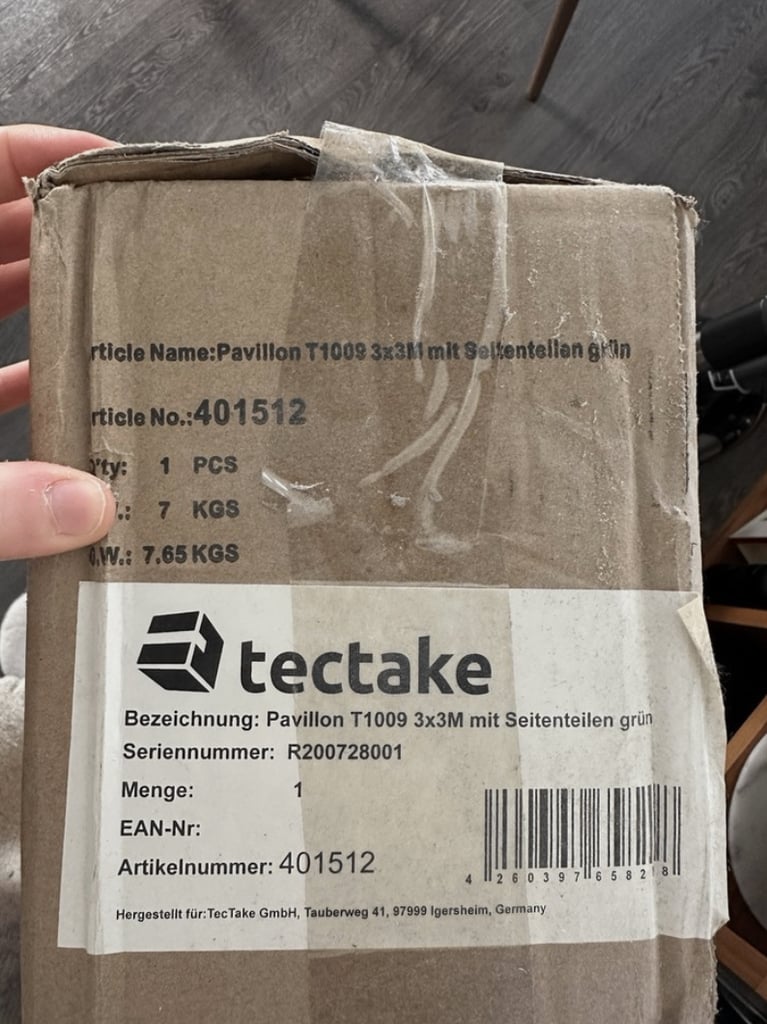 rticle Name:Pavillon T1009 3x3M mit Seitenteilen grün
rticle No.:401512
'ty: 1 PCS
.: 7 KGS
.W.: 7.65 KGS
tectake
Bezeichnung: Pavillon T1009 3x3M mit Seitenteilen grün
Seriennummer: R200728001
Menge: 1
EAN-Nr:
Artikelnummer: 401512
4 260397 658218
Hergestellt für:TecTake GmbH, Tauberweg 41, 97999 Igersheim, Germany